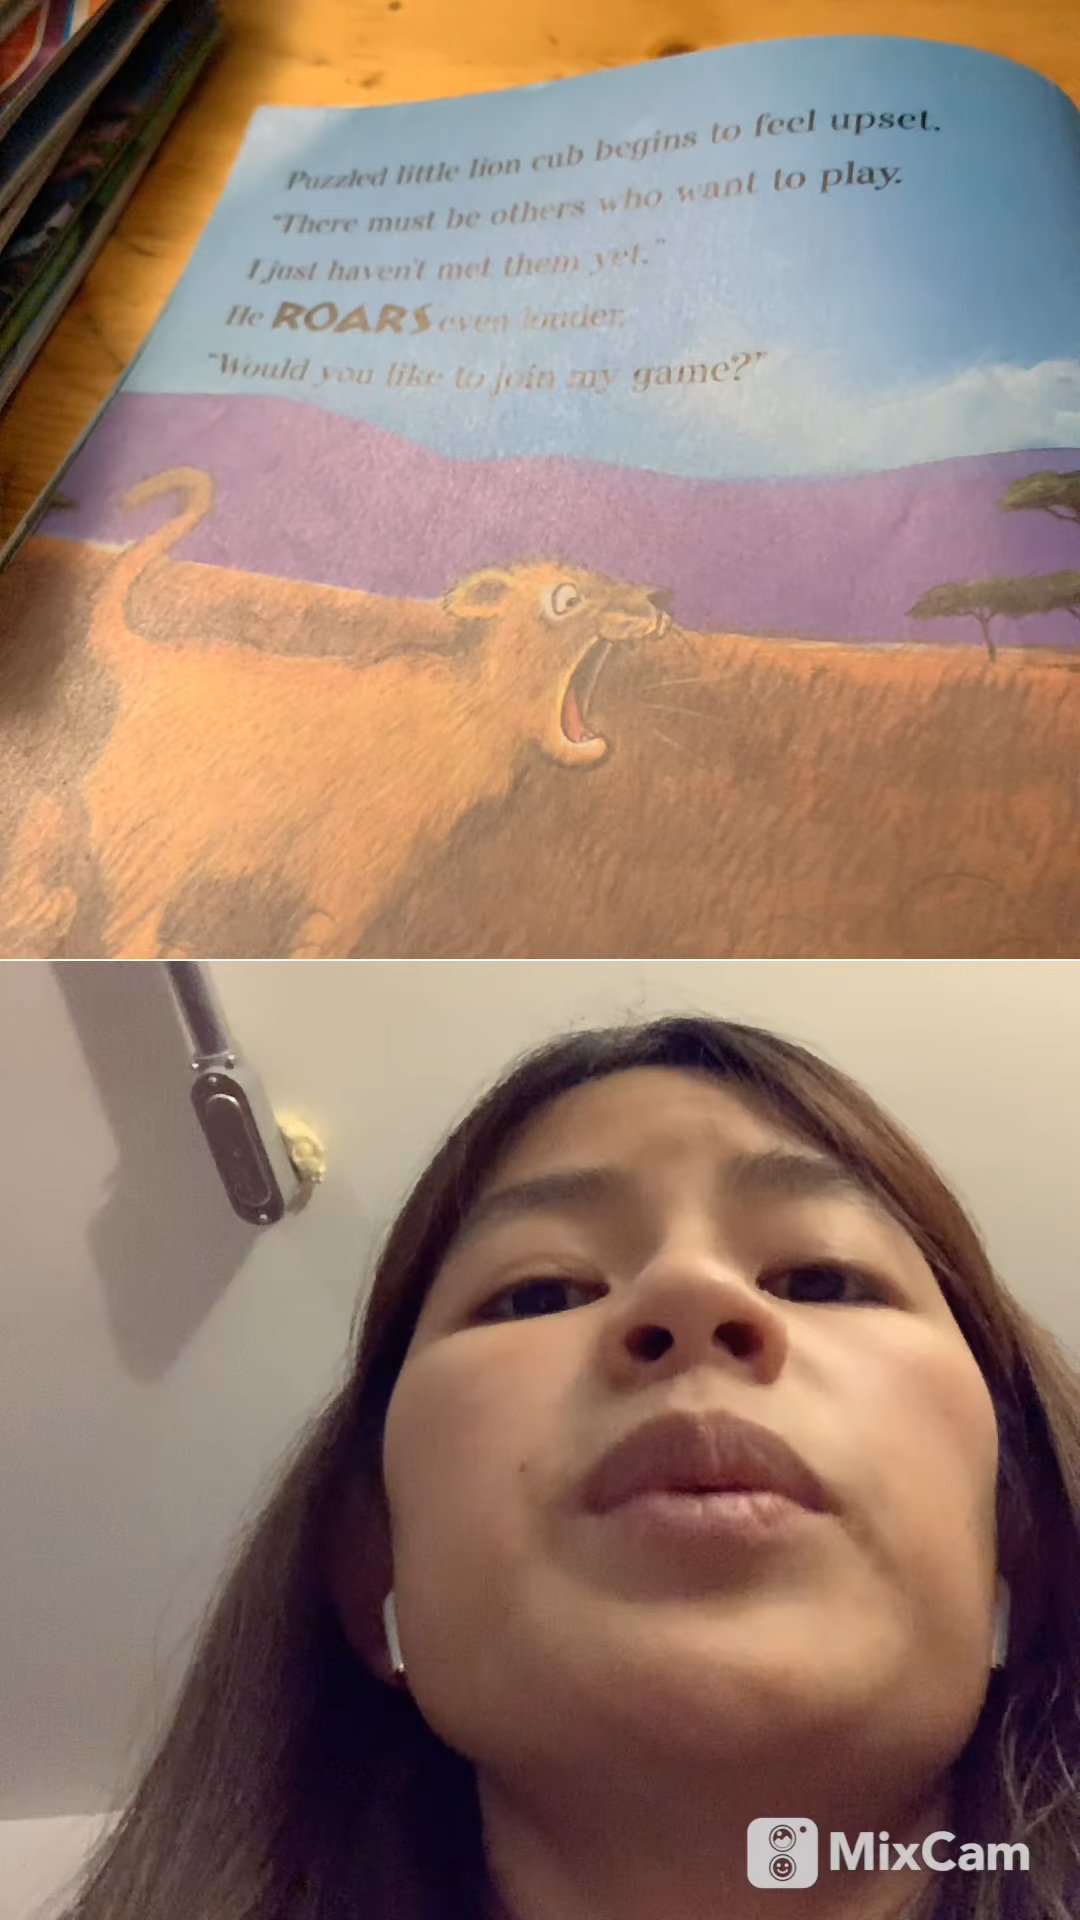 Puzzled little lion cub begins to feel upset.
“There must be others who want to play.
I just haven't met them yet.”
He ROARS even louder.
“Would you like to join my game?”
MixCam